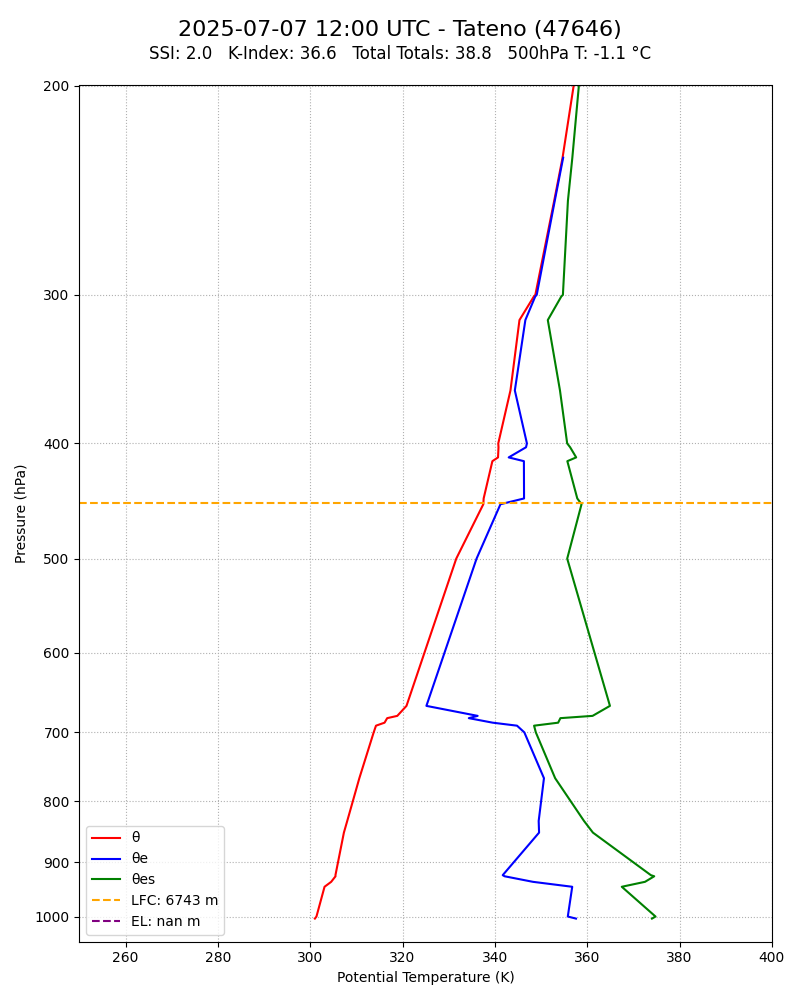 2025-07-07 12:00 UTC - Tateno (47646)
SSI: 2.0   K-Index: 36.6   Total Totals: 38.8   500hPa T: -1.1 °C
200
300
400
500
600
700
800
900
1000
Pressure (hPa)
θ
θe
θes
LFC: 6743 m
EL: nan m
260 280 300 320 340 360 380 400
Potential Temperature (K)